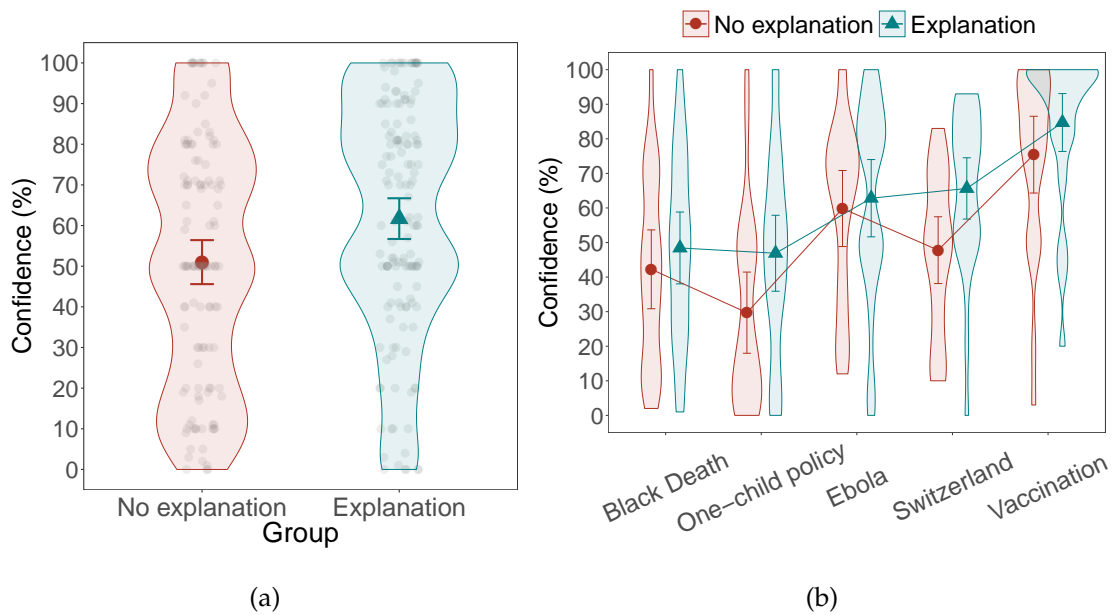 100
90
80
70
60
50
40
30
20
10
0
Confidence (%)
No explanation
Explanation
Group
(a)
No explanation
Explanation
100
90
80
70
60
50
40
30
20
10
0
Confidence (%)
Black Death
One−child policy
Ebola
Switzerland
Vaccination
(b)